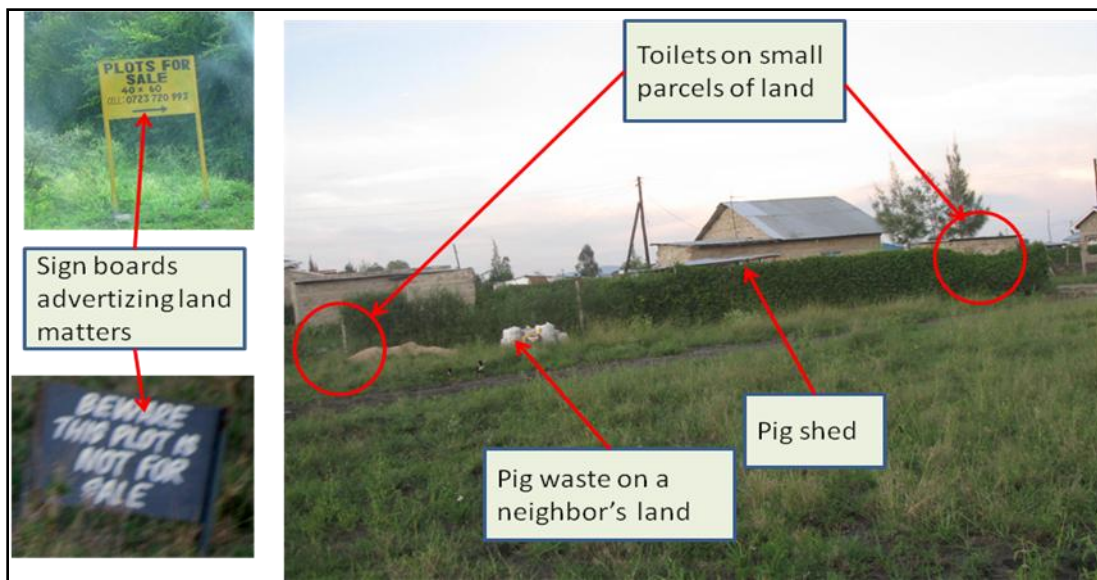 PLOTS FOR
SALE
40 x 60
CELL: 0723 720 993
Sign boards
advertizing land
matters
BEWARE
THIS PLOT IS
NOT FOR
SALE
Toilets on small
parcels of land
Pig shed
Pig waste on a
neighbor's land